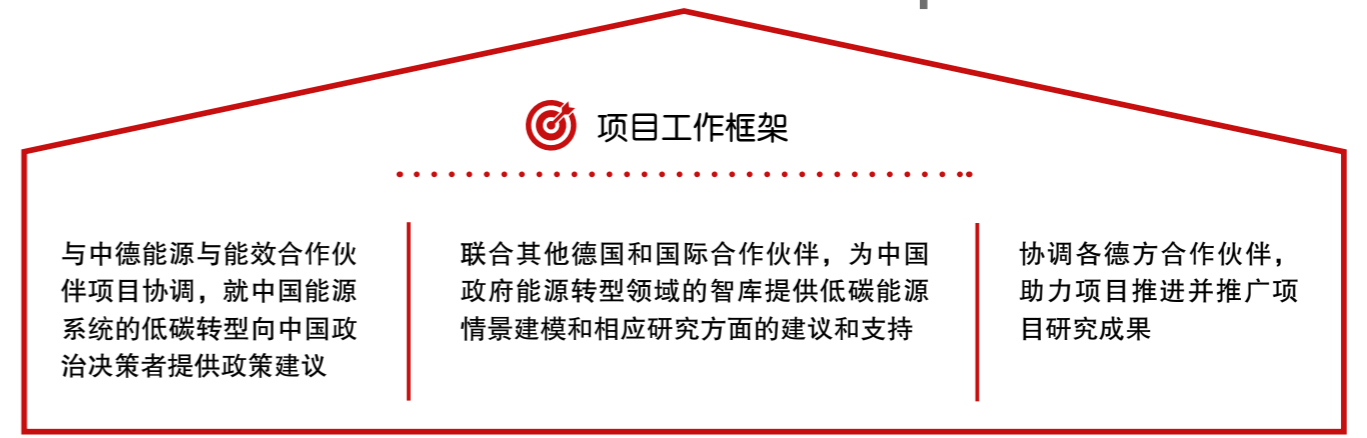 项目工作框架
与中德能源与能效合作伙
伴项目协调，就中国能源
系统的低碳转型向中国政
治决策者提供政策建议
联合其他德国和国际合作伙伴，为中国
政府能源转型领域的智库提供低碳能源
情景建模和相应研究方面的建议和支持
协调各德方合作伙伴，
助力项目推进并推广项
目研究成果